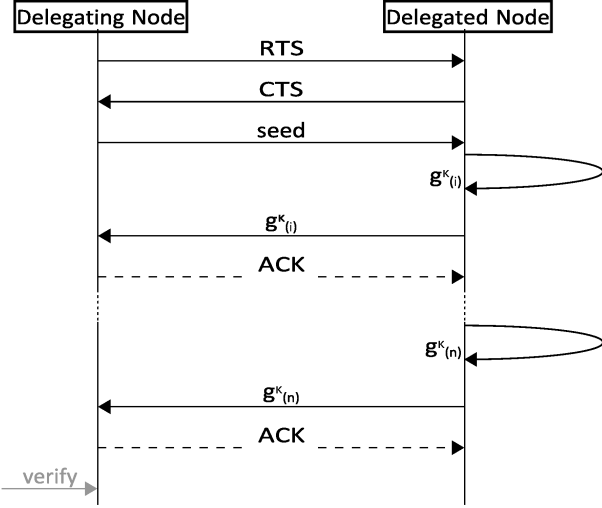 Delegating Node Delegated Node
RTS
CTS
seed
gᴷ(i)
gᴷ(i)
ACK
gᴷ(n)
gᴷ(n)
ACK
verify